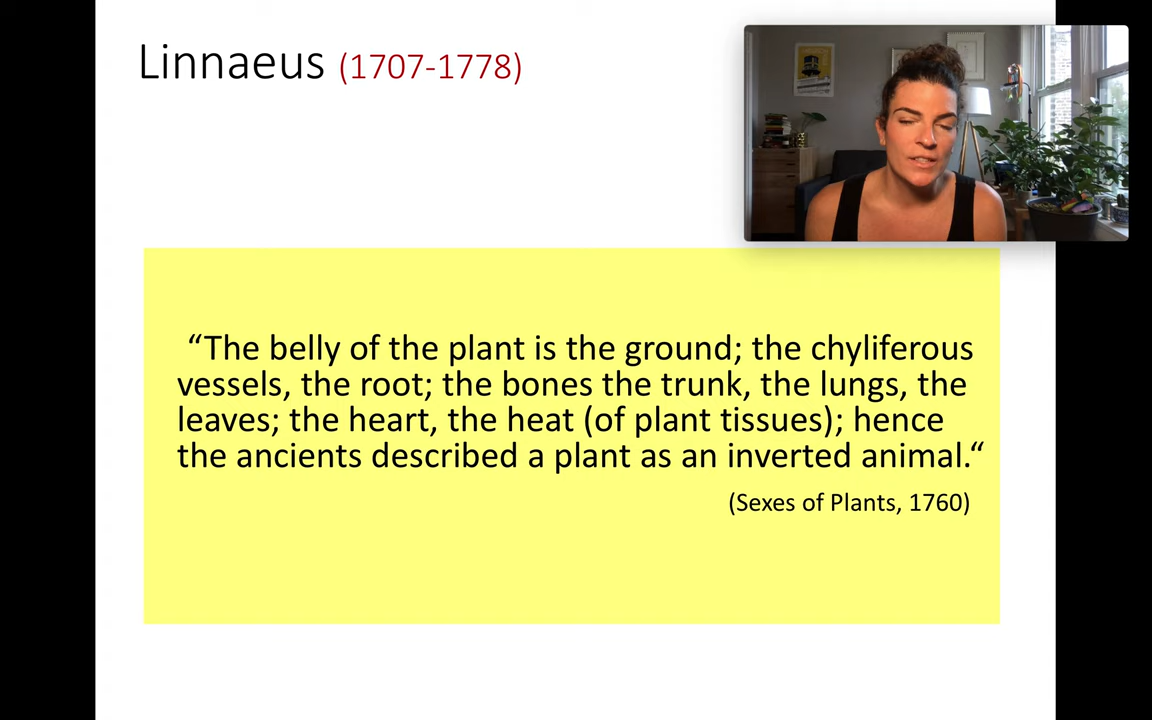 Linnaeus (1707-1778)
“The belly of the plant is the ground; the chyliferous
vessels, the root; the bones the trunk, the lungs, the
leaves; the heart, the heat (of plant tissues); hence
the ancients described a plant as an inverted animal.“
(Sexes of Plants, 1760)